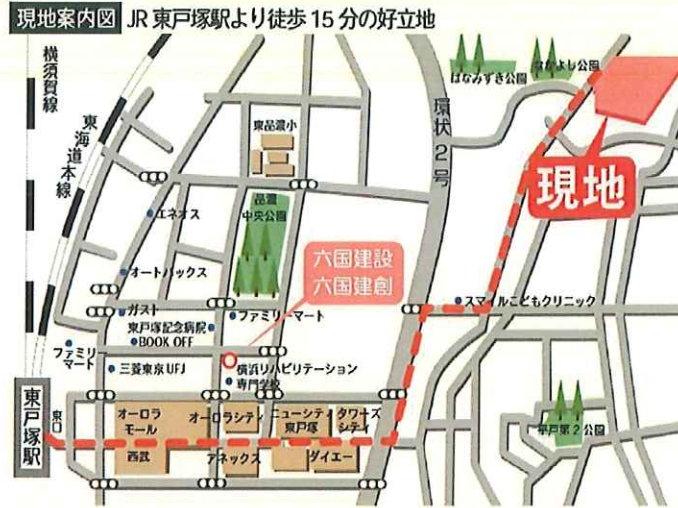 現地案内図 JR東戸塚駅より徒歩15分の好立地
横須賀線
東海道本線
はなみずき公園
なかよし公園
環状2号
東品濃小
現地
品濃
中央公園
エネオス
六国建設
六国建創
オートバックス
スマイルこどもクリニック
ガスト
ファミリーマート
東戸塚記念病院
BOOK OFF
ファミリ
マート
三菱東京UFJ
横浜リハビリテーション
専門学校
東戸塚駅
東口
オーロラ
モール
オーロラシティ
ニューシティ
東戸塚
タワーズ
シティ
平戸第2公園
西武
アネックス
ダイエー